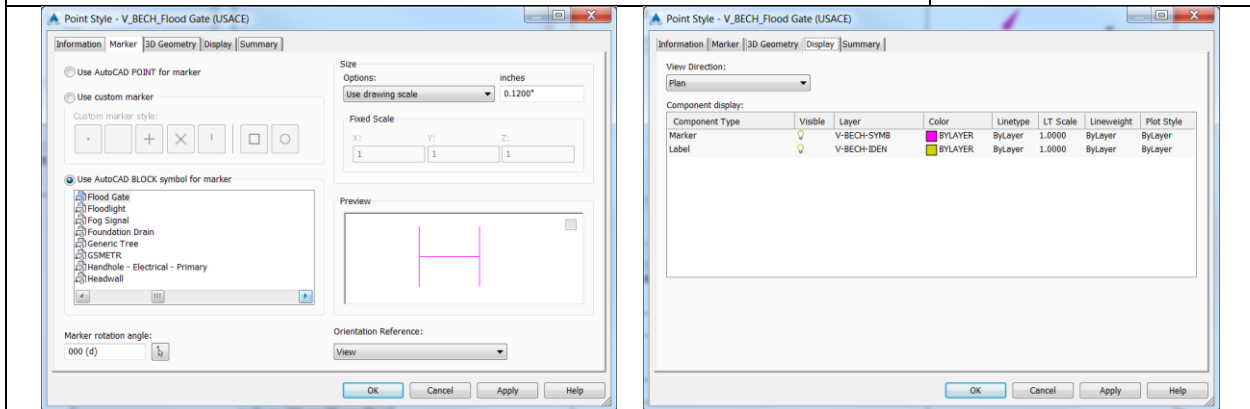 Point Style - V_BECH_Flood Gate (USACE)
Information Marker 3D Geometry Display Summary
Use AutoCAD POINT for marker
Use custom marker
Custom marker style:
Use AutoCAD BLOCK symbol for marker
Flood Gate
Floodlight
Fog Signal
Foundation Drain
Generic Tree
GSMETR
Handhole - Electrical - Primary
Headwall
Marker rotation angle:
000 (d)
Size
Options: inches
Use drawing scale 0.1200"
Fixed Scale
X: Y: Z:
1 1 1
Preview
Orientation Reference:
View
OK Cancel Apply Help
Point Style - V_BECH_Flood Gate (USACE)
Information Marker 3D Geometry Display Summary
View Direction:
Plan
Component display:
Component Type Visible Layer Color Linetype LT Scale Lineweight Plot Style
Marker V-BECH-SYMB BYLAYER ByLayer 1.0000 ByLayer ByLayer
Label V-BECH-IDEN BYLAYER ByLayer 1.0000 ByLayer ByLayer
OK Cancel Apply Help